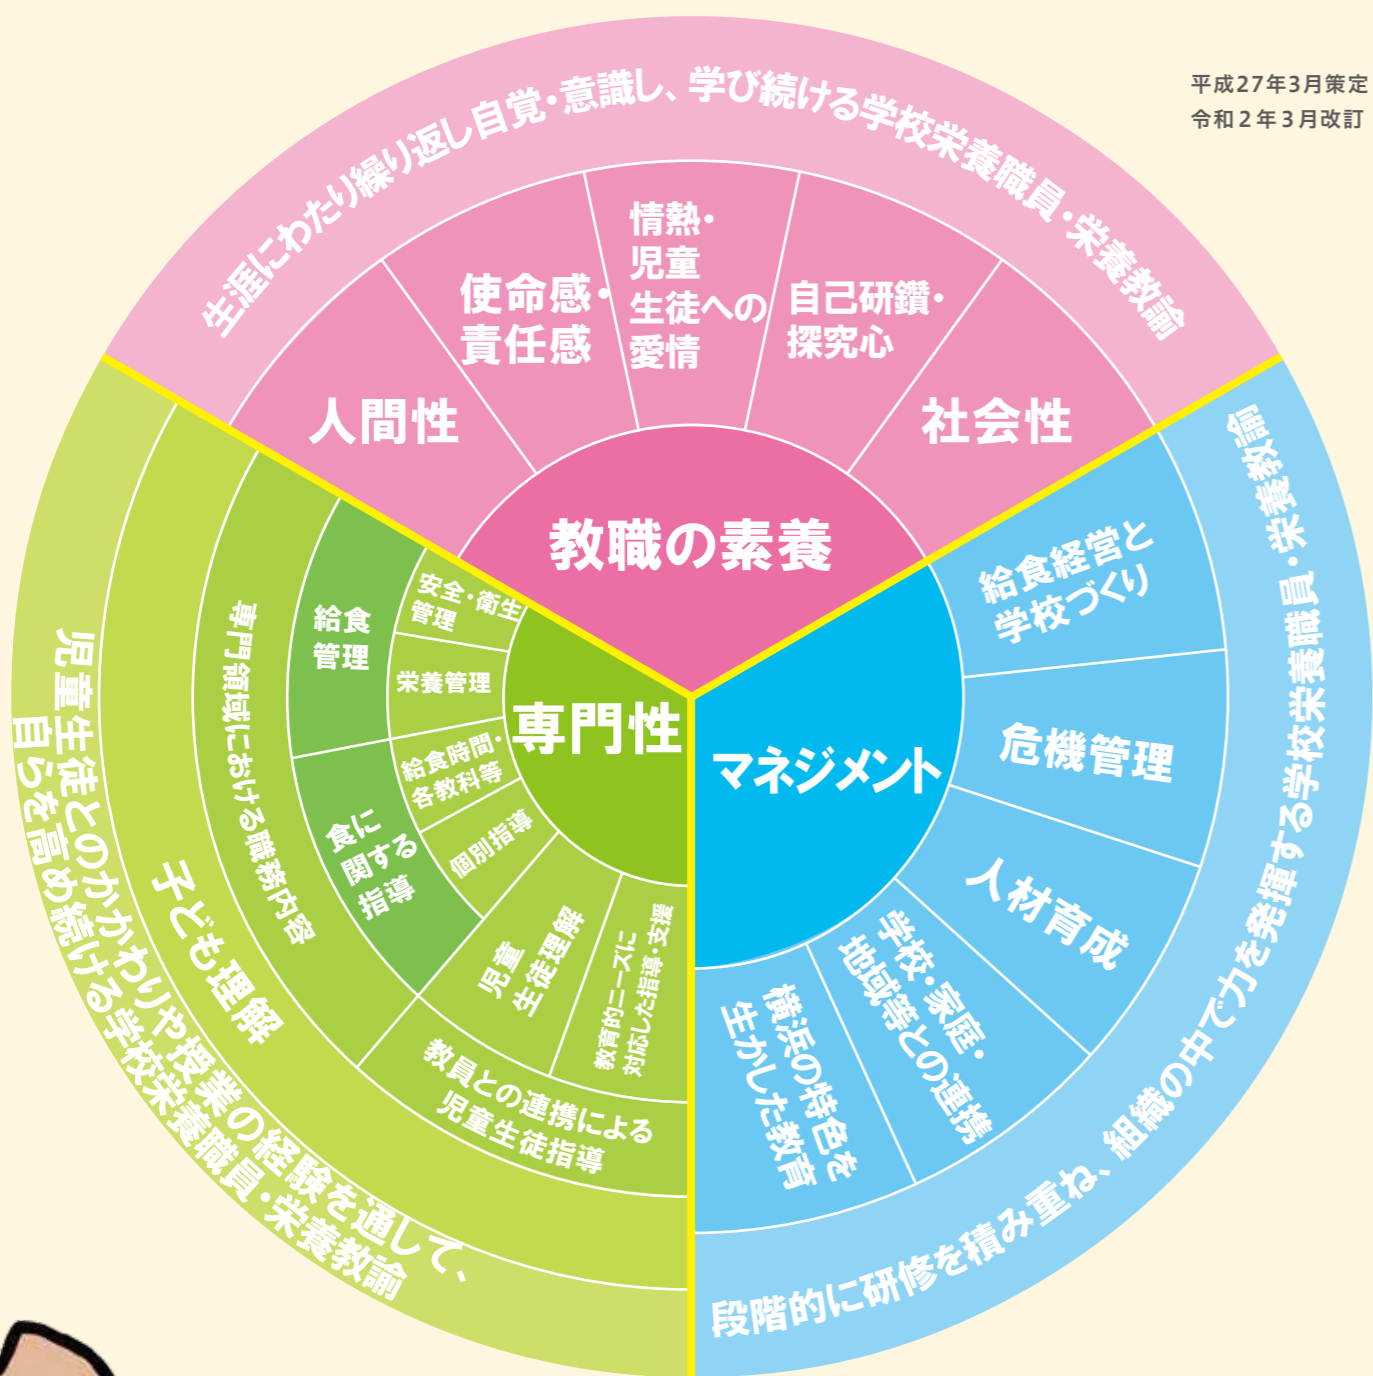 平成27年3月策定
令和2年3月改訂
生涯にわたり繰り返し自覚・意識し、学び続ける学校栄養職員・栄養教諭
人間性
使命感・
責任感
情熱・
児童
生徒への
愛情
自己研鑽・
探究心
社会性
教職の素養
専門性
安全・衛生
管理
栄養管理
給食時間・
各教科等
個別指導
給食
管理
食に
関する
指導
専門領域における職務内容
児童
生徒理解
教育的ニーズに
対応した指導・支援
教員との連携による
児童生徒指導
子ども理解
児童生徒とのかかわりや授業の経験を通して、
自らを高め続ける学校栄養職員・栄養教諭
マネジメント
給食経営と
学校づくり
危機管理
人材育成
学校・家庭・
地域等との連携
横浜の特色を
生かした教育
段階的に研修を積み重ね、組織の中で力を発揮する学校栄養職員・栄養教諭